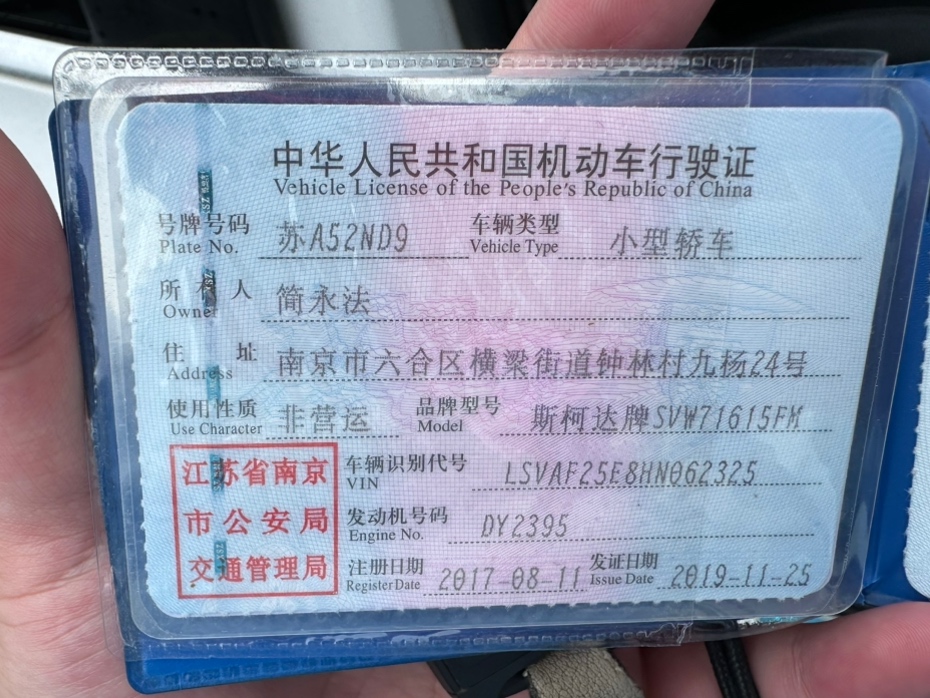 中华人民共和国机动车行驶证
Vehicle License of the People's Republic of China
号牌号码 苏A52ND9 车辆类型 小型轿车
Plate No. Vehicle Type
所有人 简永法
Owner
住址 南京市六合区横梁街道钟林村九杨24号
Address
使用性质 非营运 品牌型号 斯柯达牌SVW71615FM
Use Character Model
江苏省南京
市公安局
交通管理局
车辆识别代号 LSVAF25E8HN062325
VIN
发动机号码 DY2395
Engine No.
注册日期 2017-08-11 发证日期 2019-11-25
Register Date Issue Date